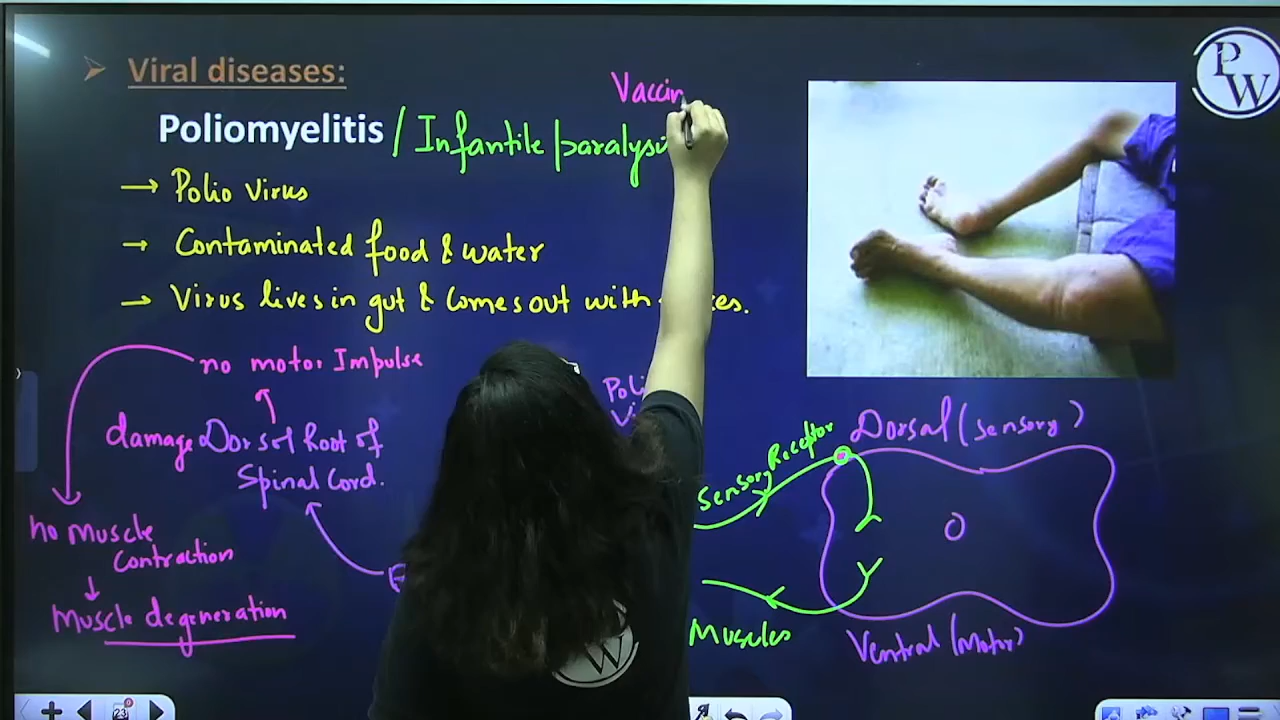 ➤ Viral diseases:
Vaccin
Poliomyelitis / Infantile paralysi
→ Polio Virus
→ Contaminated food & water
→ Virus lives in gut & Comes out with
no motor Impulse
damage Dorsal Root of
Spinal Cord.
no Muscle
Contraction
↓
Muscle degeneration
Sensory Receptor
Dorsal (Sensory)
Muscles
Ventral (Motor)
PW
W
23